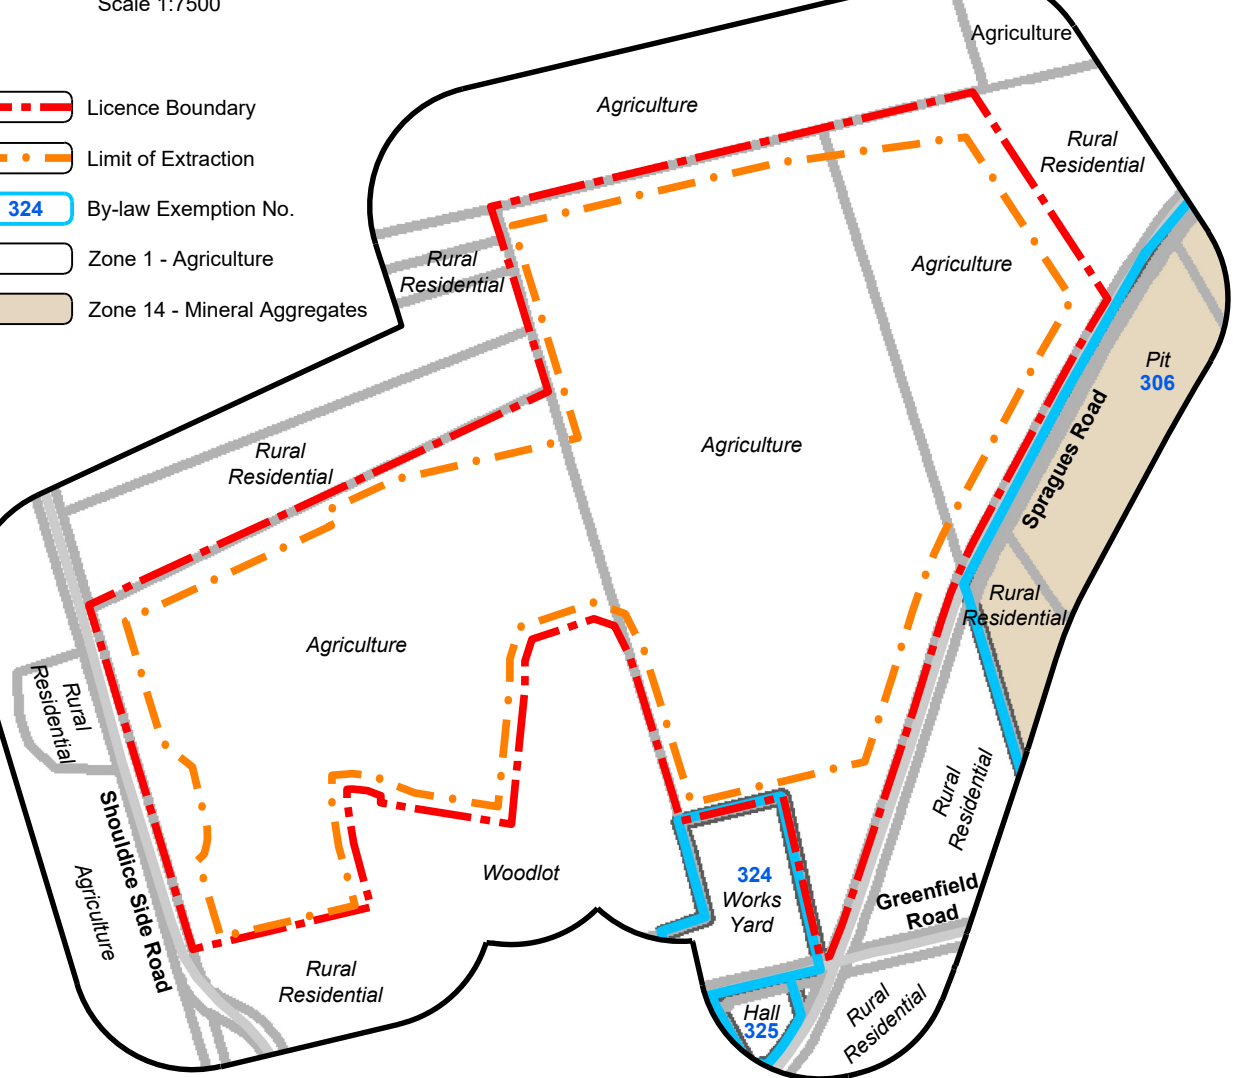 Scale 1:7500
Licence Boundary
Limit of Extraction
324 By-law Exemption No.
Zone 1 - Agriculture
Zone 14 - Mineral Aggregates
Agriculture
Agriculture
Rural
Residential
Rural
Residential
Agriculture
Pit
306
Spragues Road
Agriculture
Rural
Residential
Rural
Residential
Agriculture
Rural
Residential
Shouldice Side Road
Agriculture
Woodlot
324
Works
Yard
Rural
Residential
Greenfield
Road
Rural
Residential
Hall
325
Rural
Residential